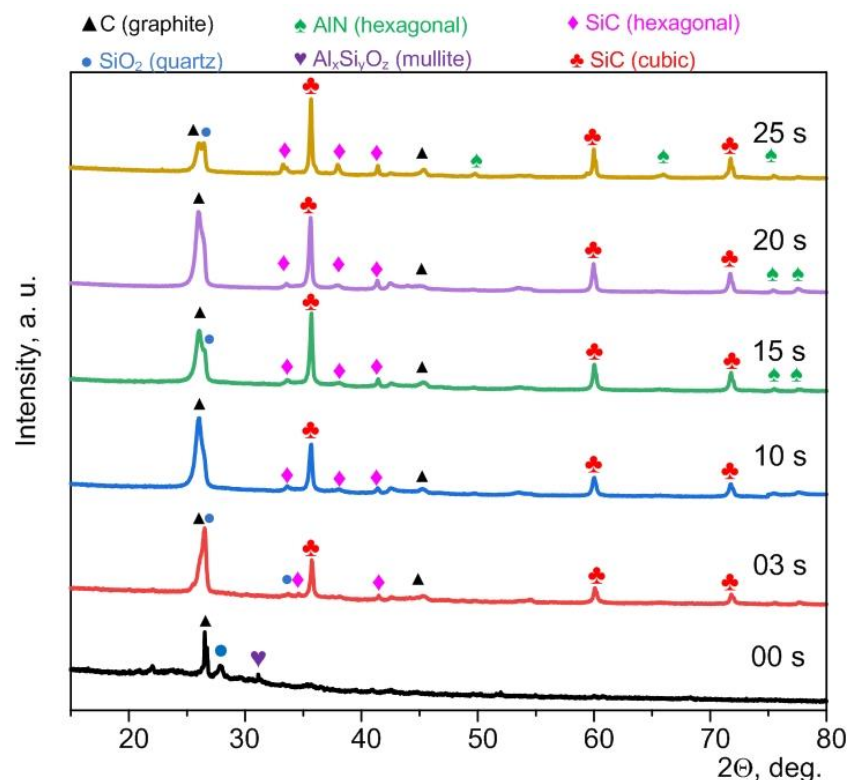 ▲C (graphite) ♠ AlN (hexagonal) ♦ SiC (hexagonal)
● SiO₂ (quartz) ♥ AlₓSiᵧO_z (mullite) ♣ SiC (cubic)
25 s
20 s
15 s
10 s
03 s
00 s
Intensity, a. u.
20 30 40 50 60 70 80
2Θ, deg.